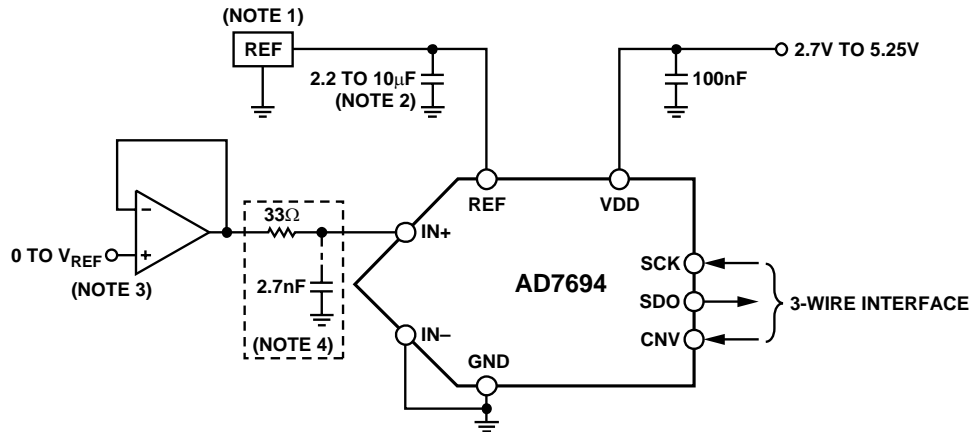 (NOTE 1)
REF
2.2 TO 10μF
(NOTE 2)
100nF
2.7V TO 5.25V
REF
VDD
33Ω
IN+
0 TO VREF
−
+
(NOTE 3)
2.7nF
(NOTE 4)
IN−
GND
AD7694
SCK
SDO
CNV
3-WIRE INTERFACE